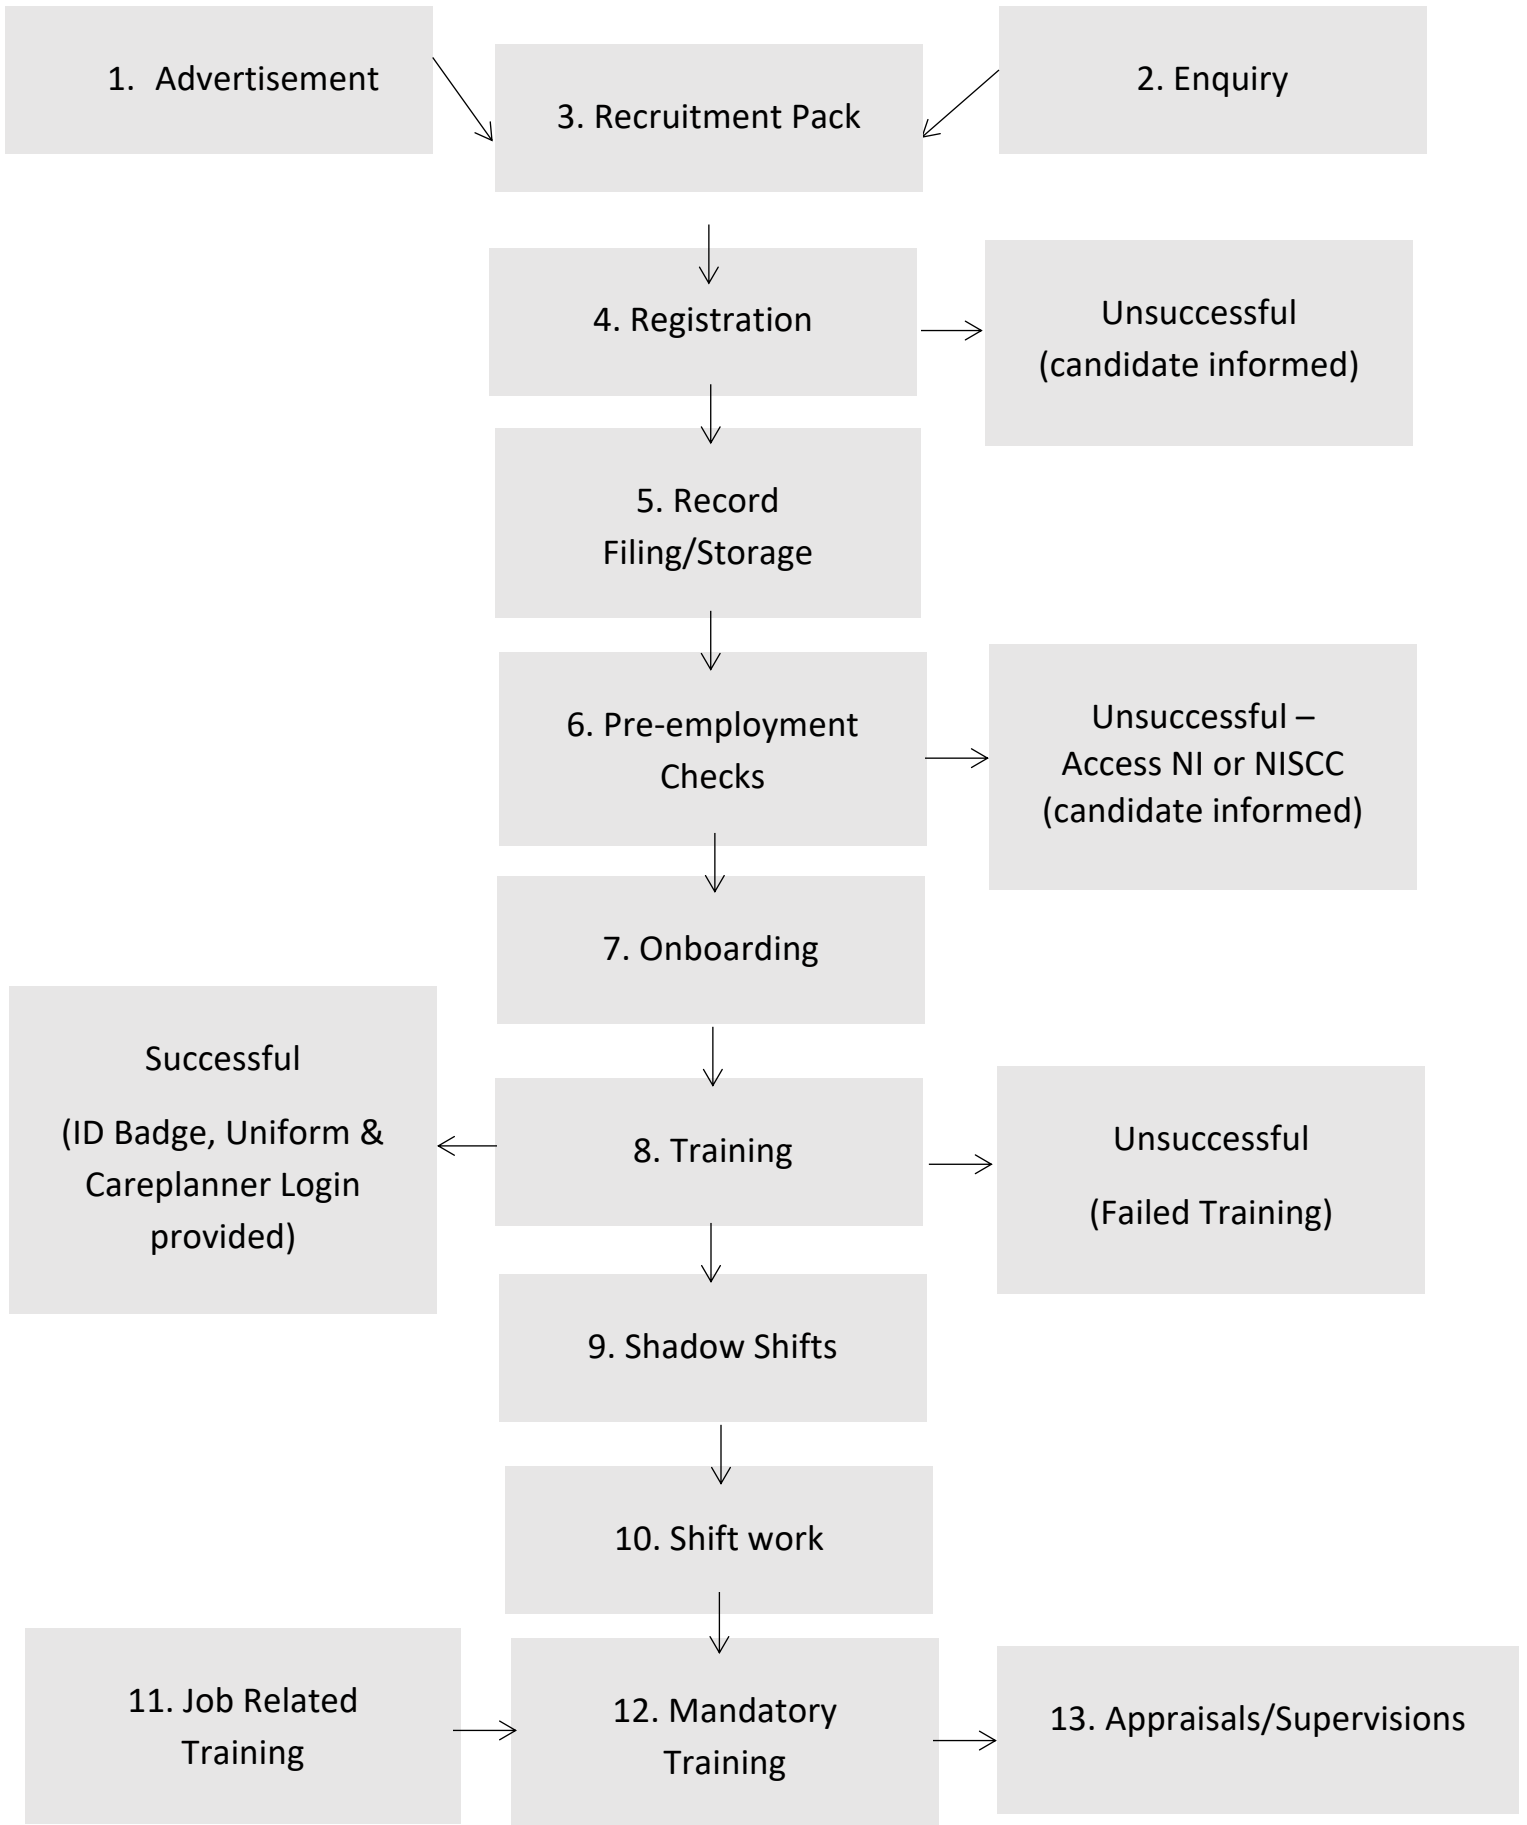 1. Advertisement
2. Enquiry
3. Recruitment Pack
4. Registration
Unsuccessful
(candidate informed)
5. Record
Filing/Storage
6. Pre-employment
Checks
Unsuccessful –
Access NI or NISCC
(candidate informed)
7. Onboarding
Successful
(ID Badge, Uniform &
Careplanner Login
provided)
8. Training
Unsuccessful
(Failed Training)
9. Shadow Shifts
10. Shift work
11. Job Related
Training
12. Mandatory
Training
13. Appraisals/Supervisions